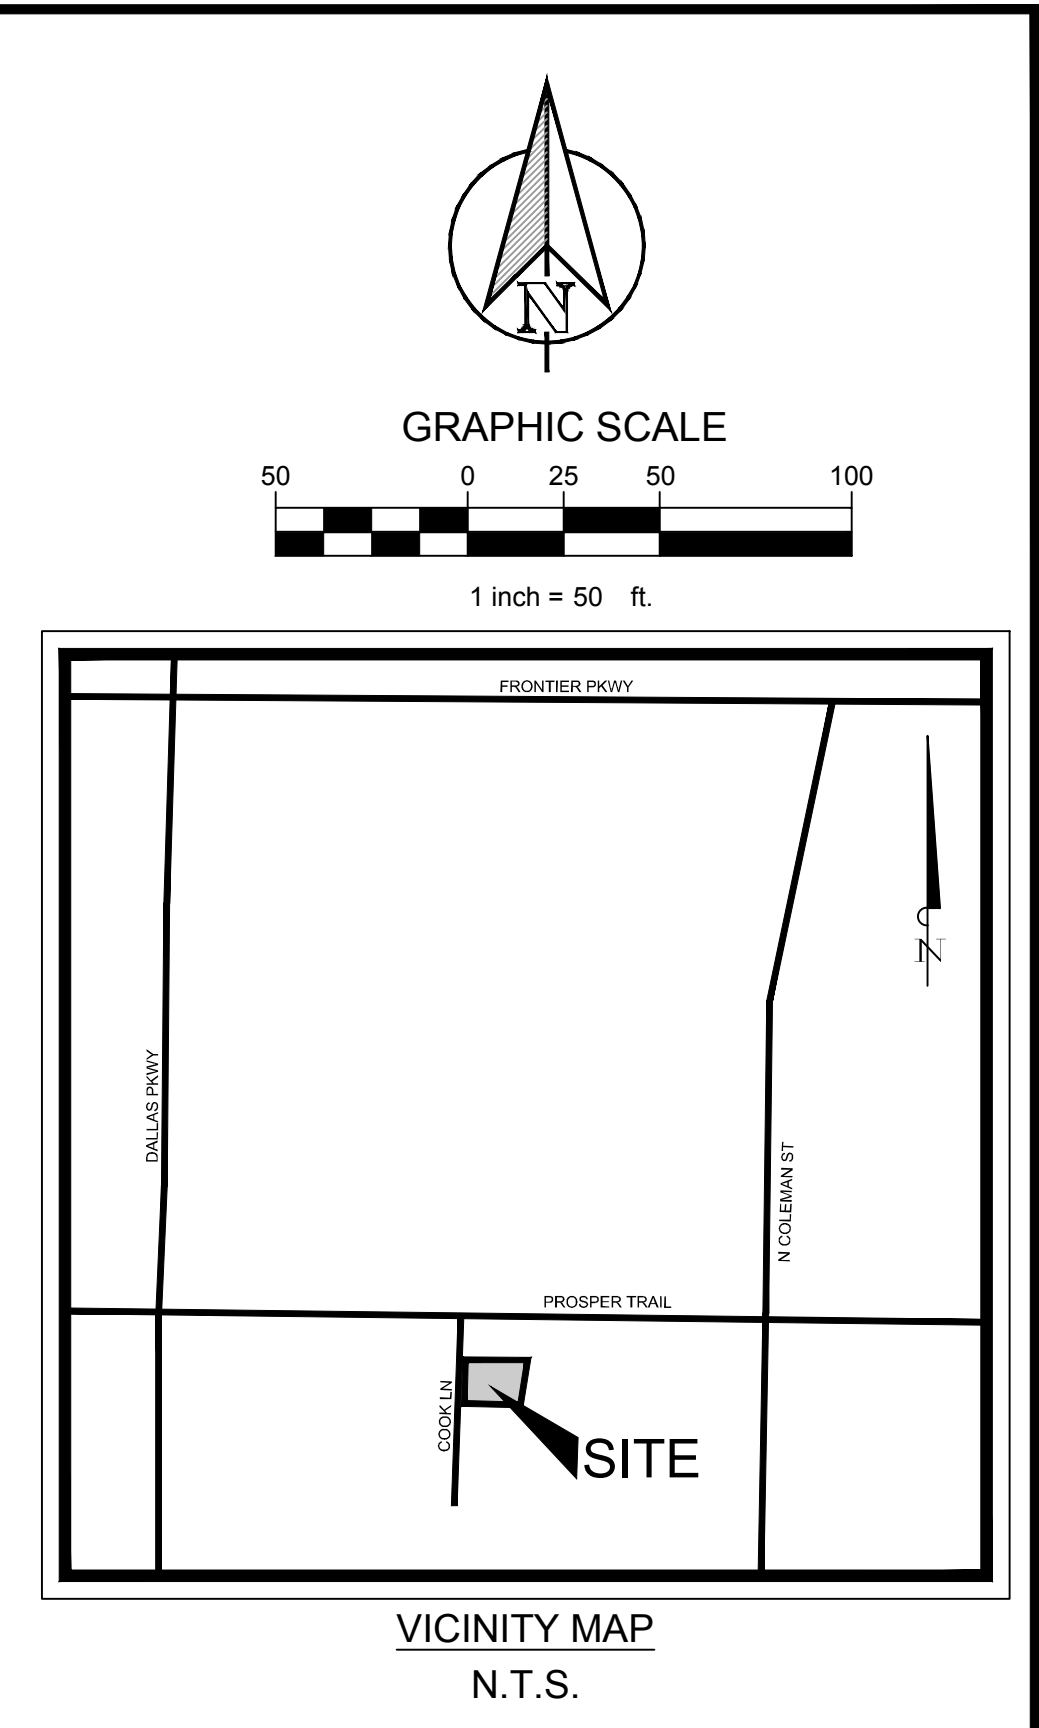 N
GRAPHIC SCALE
50 0 25 50 100
1 inch = 50 ft.
FRONTIER PKWY
N
DALLAS PKWY
N COLEMAN ST
PROSPER TRAIL
COOK LN
SITE
VICINITY MAP
N.T.S.